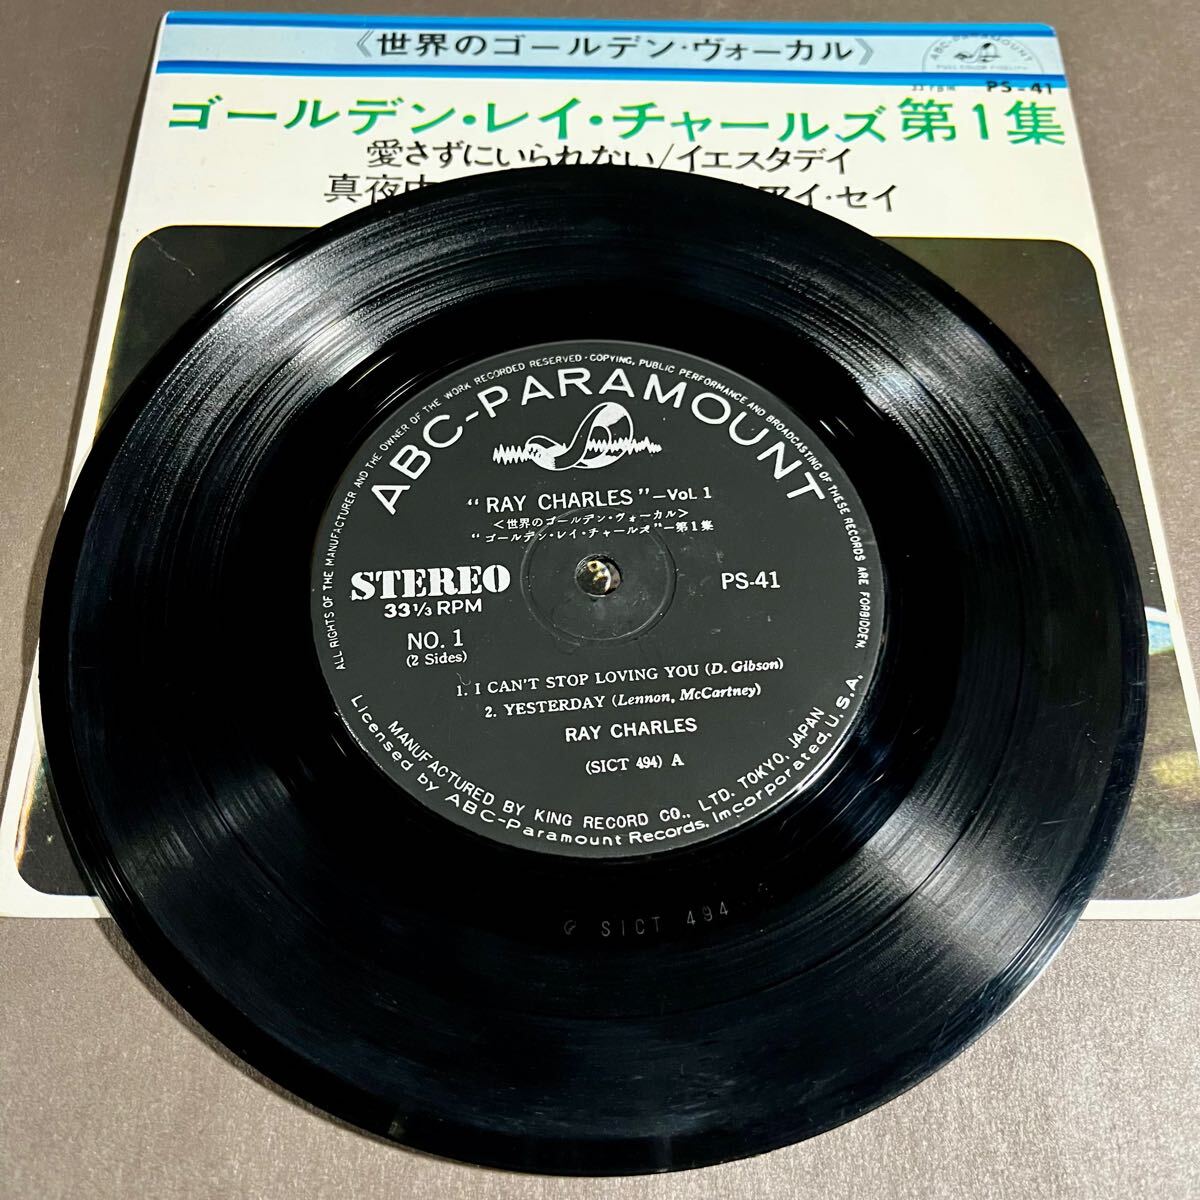 《世界のゴールデン・ヴォーカル》
ABC-PARAMOUNT
FULL COLOR FIDELITY
33 rpm PS-41
ゴールデン・レイ・チャールズ第1集
愛さずにいられない/イエスタデイ
真夜中 アイ・セイ
ALL RIGHTS OF THE MANUFACTURER AND THE OWNER OF THE WORK RECORDED RESERVED · COPYING, PUBLIC PERFORMANCE AND BROADCASTING OF THESE RECORDS ARE FORBIDDEN.
ABC-PARAMOUNT
"RAY CHARLES"—VOL. 1
<世界のゴールデン・ヴォーカル>
"ゴールデン・レイ・チャールズ"—第1集
STEREO
33 1/3 RPM
PS-41
NO. 1
(2 Sides)
1. I CAN'T STOP LOVING YOU (D. Gibson)
2. YESTERDAY (Lennon, McCartney)
RAY CHARLES
(SICT 494) A
MANUFACTURED BY KING RECORD CO., LTD. TOKYO, JAPAN
Licensed by ABC-Paramount Records, Imcorporated, U.S.A.
SICT 494